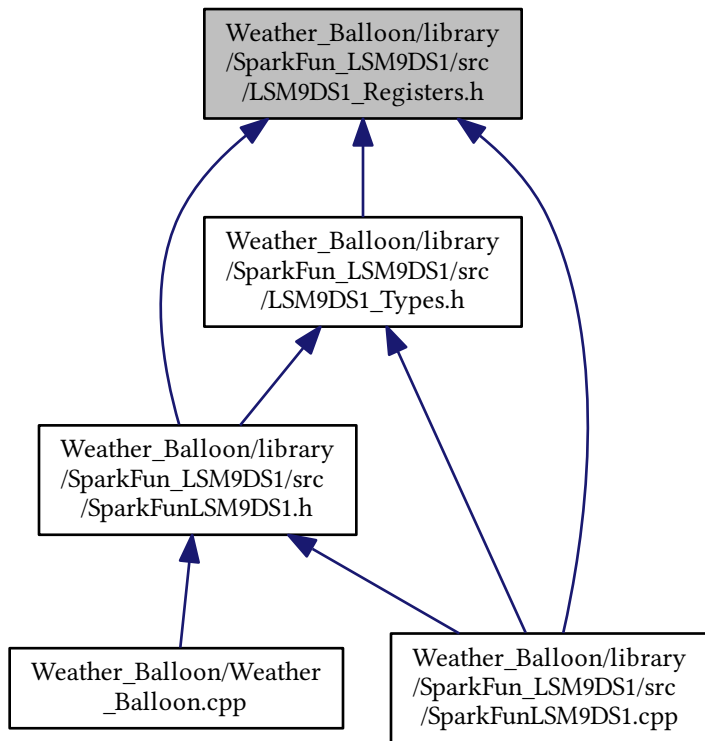 Weather_Balloon/library
/SparkFun_LSM9DS1/src
/LSM9DS1_Registers.h
Weather_Balloon/library
/SparkFun_LSM9DS1/src
/LSM9DS1_Types.h
Weather_Balloon/library
/SparkFun_LSM9DS1/src
/SparkFunLSM9DS1.h
Weather_Balloon/Weather
_Balloon.cpp
Weather_Balloon/library
/SparkFun_LSM9DS1/src
/SparkFunLSM9DS1.cpp